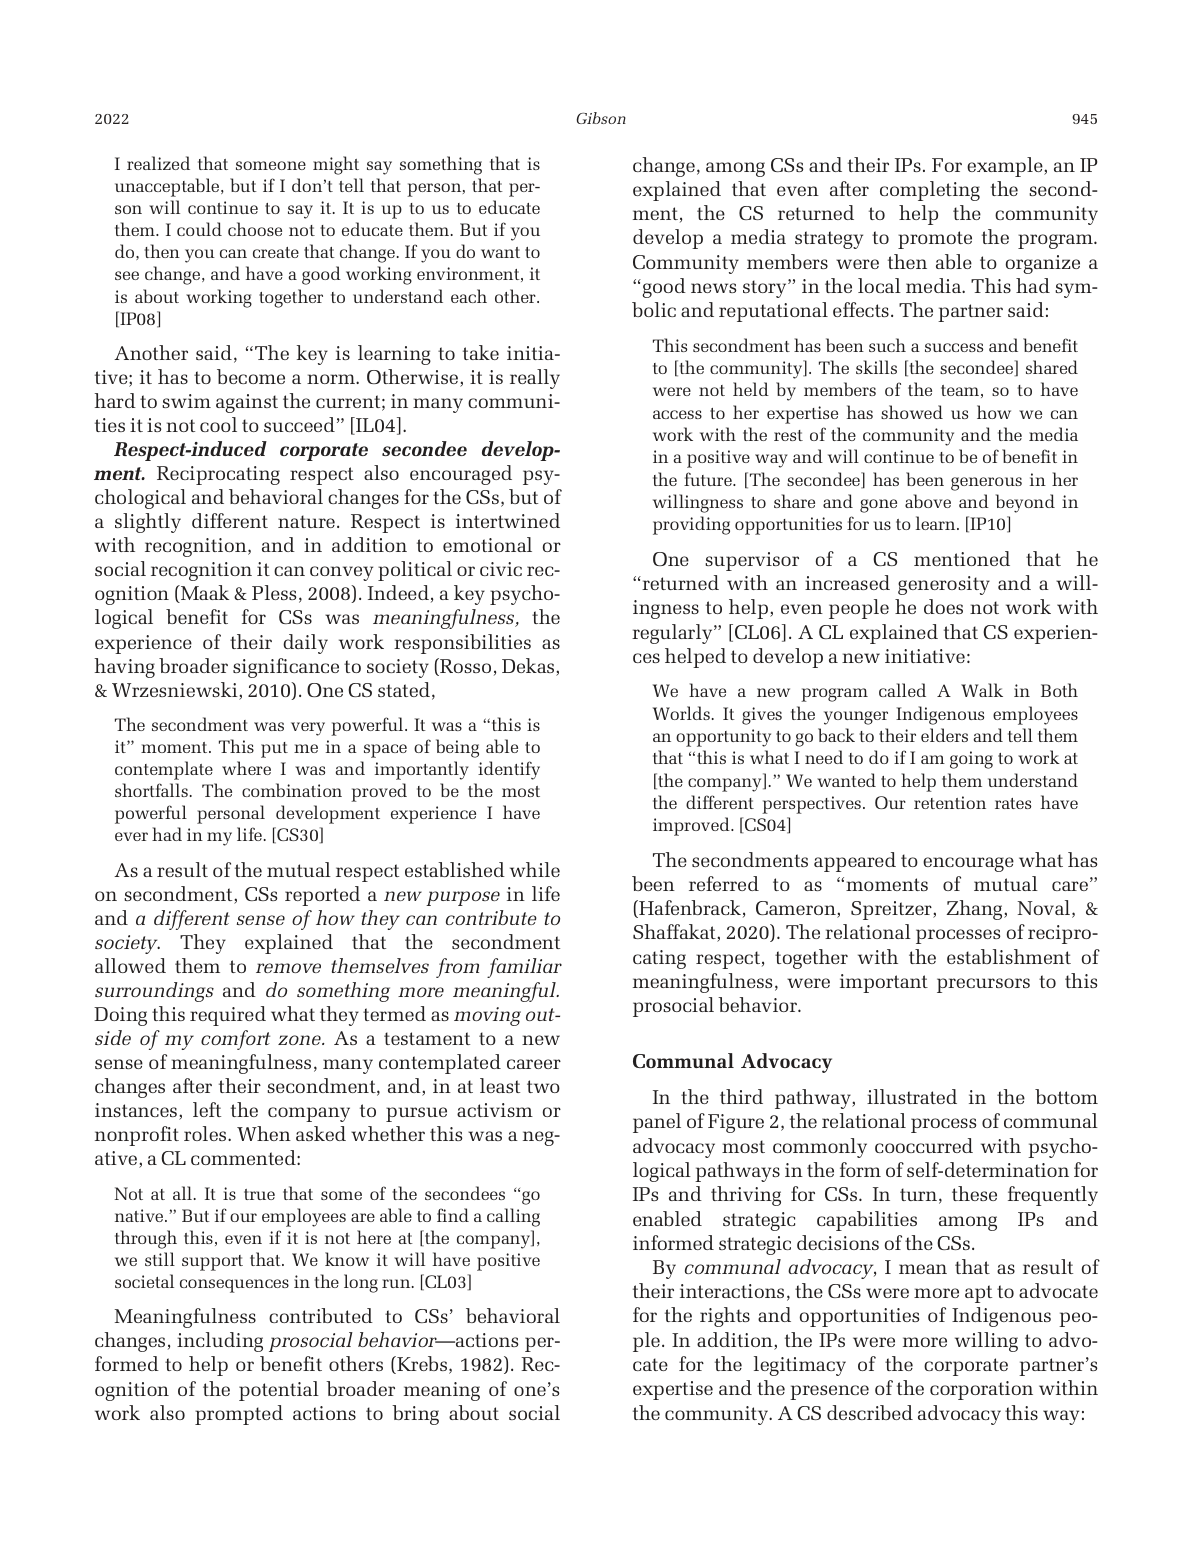 2022
Gibson
945
I realized that someone might say something that is
unacceptable, but if I don't tell that person, that per-
son will continue to say it. It is up to us to educate
them. I could choose not to educate them. But if you
do, then you can create that change. If you do want to
see change, and have a good working environment, it
is about working together to understand each other.
[IP08]
Another said, “The key is learning to take initia-
tive; it has to become a norm. Otherwise, it is really
hard to swim against the current; in many communi-
ties it is not cool to succeed” [IL04].
Respect-induced corporate secondee develop-
ment. Reciprocating respect also encouraged psy-
chological and behavioral changes for the CSs, but of
a slightly different nature. Respect is intertwined
with recognition, and in addition to emotional or
social recognition it can convey political or civic rec-
ognition (Maak & Pless, 2008). Indeed, a key psycho-
logical benefit for CSs was meaningfulness, the
experience of their daily work responsibilities as
having broader significance to society (Rosso, Dekas,
& Wrzesniewski, 2010). One CS stated,
The secondment was very powerful. It was a “this is
it” moment. This put me in a space of being able to
contemplate where I was and importantly identify
shortfalls. The combination proved to be the most
powerful personal development experience I have
ever had in my life. [CS30]
As a result of the mutual respect established while
on secondment, CSs reported a new purpose in life
and a different sense of how they can contribute to
society. They explained that the secondment
allowed them to remove themselves from familiar
surroundings and do something more meaningful.
Doing this required what they termed as moving out-
side of my comfort zone. As a testament to a new
sense of meaningfulness, many contemplated career
changes after their secondment, and, in at least two
instances, left the company to pursue activism or
nonprofit roles. When asked whether this was a neg-
ative, a CL commented:
Not at all. It is true that some of the secondees “go
native.” But if our employees are able to find a calling
through this, even if it is not here at [the company],
we still support that. We know it will have positive
societal consequences in the long run. [CL03]
Meaningfulness contributed to CSs' behavioral
changes, including prosocial behavior—actions per-
formed to help or benefit others (Krebs, 1982). Rec-
ognition of the potential broader meaning of one's
work also prompted actions to bring about social
change, among CSs and their IPs. For example, an IP
explained that even after completing the second-
ment, the CS returned to help the community
develop a media strategy to promote the program.
Community members were then able to organize a
“good news story” in the local media. This had sym-
bolic and reputational effects. The partner said:
This secondment has been such a success and benefit
to [the community]. The skills [the secondee] shared
were not held by members of the team, so to have
access to her expertise has showed us how we can
work with the rest of the community and the media
in a positive way and will continue to be of benefit in
the future. [The secondee] has been generous in her
willingness to share and gone above and beyond in
providing opportunities for us to learn. [IP10]
One supervisor of a CS mentioned that he
“returned with an increased generosity and a will-
ingness to help, even people he does not work with
regularly” [CL06]. A CL explained that CS experien-
ces helped to develop a new initiative:
We have a new program called A Walk in Both
Worlds. It gives the younger Indigenous employees
an opportunity to go back to their elders and tell them
that “this is what I need to do if I am going to work at
[the company].” We wanted to help them understand
the different perspectives. Our retention rates have
improved. [CS04]
The secondments appeared to encourage what has
been referred to as “moments of mutual care”
(Hafenbrack, Cameron, Spreitzer, Zhang, Noval, &
Shaffakat, 2020). The relational processes of recipro-
cating respect, together with the establishment of
meaningfulness, were important precursors to this
prosocial behavior.
Communal Advocacy
In the third pathway, illustrated in the bottom
panel of Figure 2, the relational process of communal
advocacy most commonly cooccurred with psycho-
logical pathways in the form of self-determination for
IPs and thriving for CSs. In turn, these frequently
enabled strategic capabilities among IPs and
informed strategic decisions of the CSs.
By communal advocacy, I mean that as result of
their interactions, the CSs were more apt to advocate
for the rights and opportunities of Indigenous peo-
ple. In addition, the IPs were more willing to advo-
cate for the legitimacy of the corporate partner's
expertise and the presence of the corporation within
the community. A CS described advocacy this way: